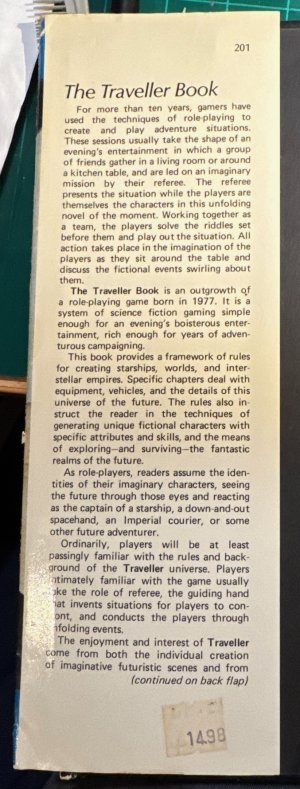 201
The Traveller Book
For more than ten years, gamers have
used the techniques of role-playing to
create and play adventure situations.
These sessions usually take the shape of an
evening's entertainment in which a group
of friends gather in a living room or around
a kitchen table, and are led on an imaginary
mission by their referee. The referee
presents the situation while the players are
themselves the characters in this unfolding
novel of the moment. Working together as
a team, the players solve the riddles set
before them and play out the situation. All
action takes place in the imagination of the
players as they sit around the table and
discuss the fictional events swirling about
them.
The Traveller Book is an outgrowth of
a role-playing game born in 1977. It is a
system of science fiction gaming simple
enough for an evening's boisterous enter-
tainment, rich enough for years of adven-
turous campaigning.
This book provides a framework of rules
for creating starships, worlds, and inter-
stellar empires. Specific chapters deal with
equipment, vehicles, and the details of this
universe of the future. The rules also in-
struct the reader in the techniques of
generating unique fictional characters with
specific attributes and skills, and the means
of exploring—and surviving—the fantastic
realms of the future.
As role-players, readers assume the iden-
tities of their imaginary characters, seeing
the future through those eyes and reacting
as the captain of a starship, a down-and-out
spacehand, an Imperial courier, or some
other future adventurer.
Ordinarily, players will be at least
passingly familiar with the rules and back-
ground of the Traveller universe. Players
intimately familiar with the game usually
take the role of referee, the guiding hand
that invents situations for players to con-
front, and conducts the players through
unfolding events.
The enjoyment and interest of Traveller
come from both the individual creation
of imaginative futuristic scenes and from
(continued on back flap)
14.98